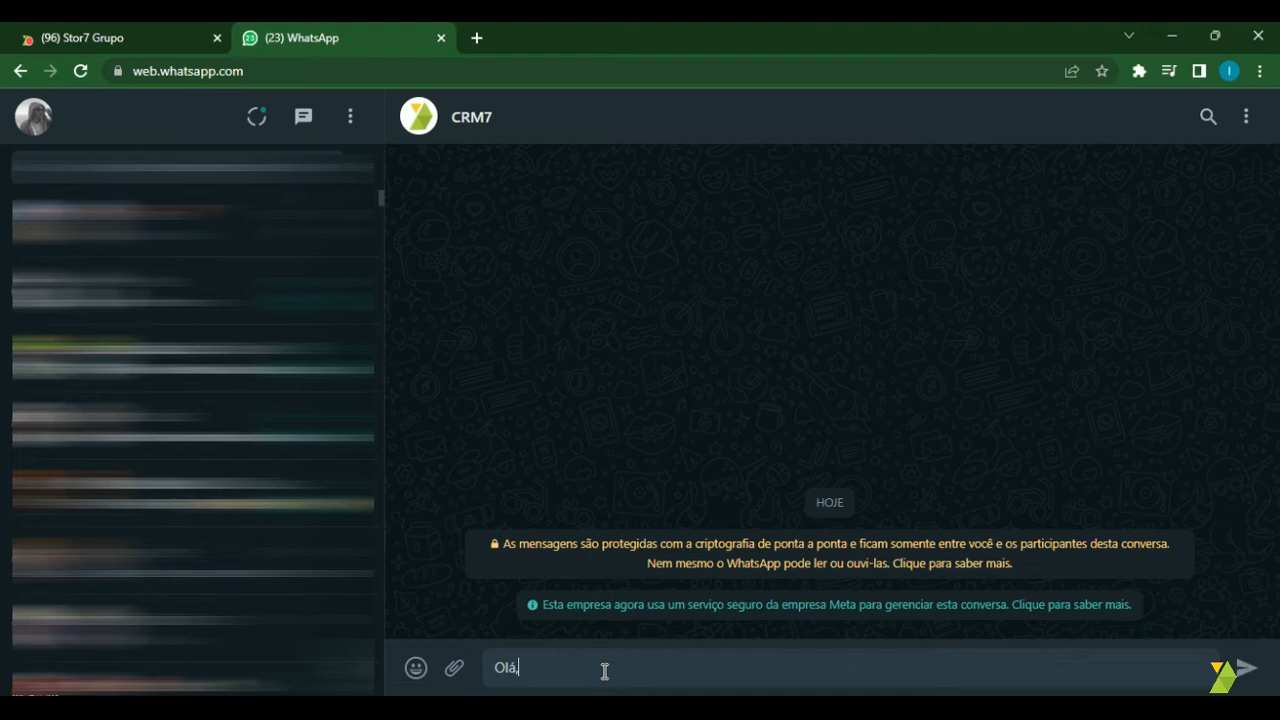 (96) Stor7 Grupo
23 (23) WhatsApp
web.whatsapp.com
I
CRM7
HOJE
As mensagens são protegidas com a criptografia de ponta a ponta e ficam somente entre você e os participantes desta conversa.
Nem mesmo o WhatsApp pode ler ou ouvi-las. Clique para saber mais.
Esta empresa agora usa um serviço seguro da empresa Meta para gerenciar esta conversa. Clique para saber mais.
Olá,